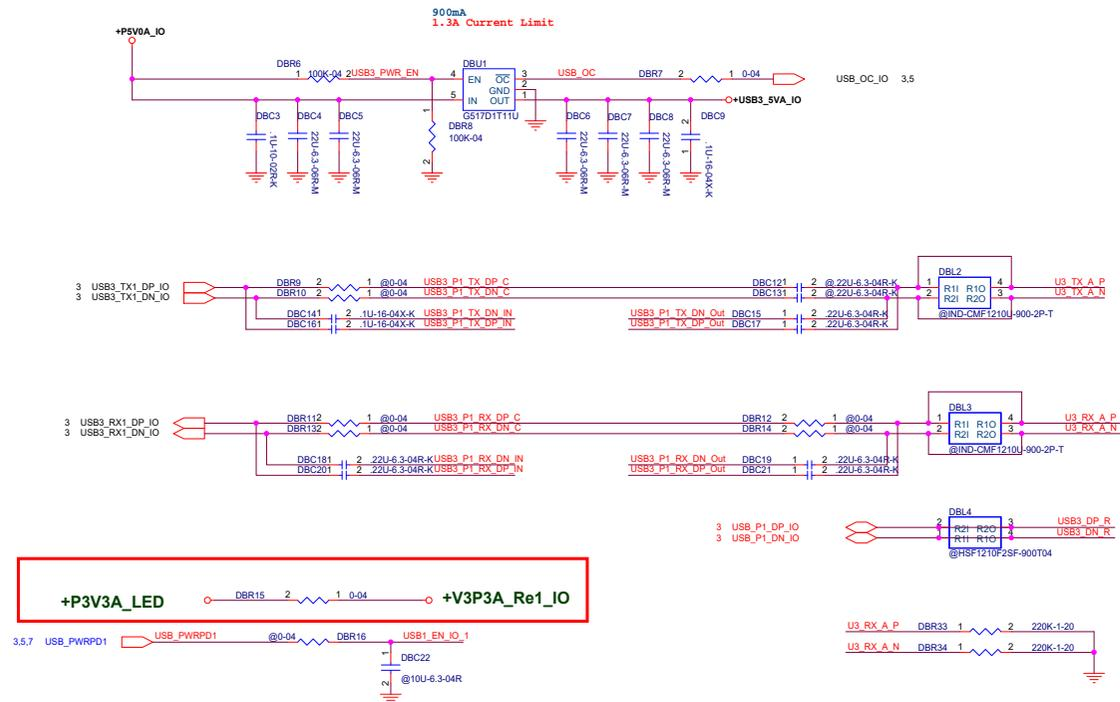 900mA
1.3A Current Limit
+P5V0A_IO
DBR6 DBU1
1 100K-04 2 USB3_PWR_EN 4 EN OC 3 USB_OC DBR7 2 1 0-04 USB_OC_IO 3,5
GND 2
5 IN OUT 1 +USB3_5VA_IO
G517D1T11U
DBC3 DBC4 DBC5 1 DBR8 DBC6 DBC7 DBC8 2 DBC9
100K-04
2 1
.1U-10-02R-K 22U-6.3-06R-M 22U-6.3-06R-M 22U-6.3-06R-M 22U-6.3-06R-M 22U-6.3-06R-M .1U-16-04X-K
DBL2
3 USB3_TX1_DP_IO DBR9 2 1 @0-04 USB3_P1_TX_DP_C DBC121 2 @.22U-6.3-04R-K 1 R1I R1O 4 U3_TX_A_P
3 USB3_TX1_DN_IO DBR10 2 1 @0-04 USB3_P1_TX_DN_C DBC131 2 @.22U-6.3-04R-K 2 R2I R2O 3 U3_TX_A_N
DBC141 2 .1U-16-04X-K USB3_P1_TX_DN_IN USB3_P1_TX_DN_Out DBC15 1 2 .22U-6.3-04R-K @IND-CMF1210U-900-2P-T
DBC161 2 .1U-16-04X-K USB3_P1_TX_DP_IN USB3_P1_TX_DP_Out DBC17 1 2 .22U-6.3-04R-K
DBL3
3 USB3_RX1_DP_IO DBR112 1 @0-04 USB3_P1_RX_DP_C DBR12 2 1 @0-04 1 R1I R1O 4 U3_RX_A_P
3 USB3_RX1_DN_IO DBR132 1 @0-04 USB3_P1_RX_DN_C DBR14 2 1 @0-04 2 R2I R2O 3 U3_RX_A_N
@IND-CMF1210U-900-2P-T
DBC181 2 .22U-6.3-04R-K USB3_P1_RX_DN_IN USB3_P1_RX_DN_Out DBC19 1 2 .22U-6.3-04R-K
DBC201 2 .22U-6.3-04R-K USB3_P1_RX_DP_IN USB3_P1_RX_DP_Out DBC21 1 2 .22U-6.3-04R-K
DBL4
3 USB_P1_DP_IO 2 R2I R2O 3 USB3_DP_R
3 USB_P1_DN_IO 1 R1I R1O 4 USB3_DN_R
@HSF1210F2SF-900T04
+P3V3A_LED DBR15 2 1 0-04 +V3P3A_Re1_IO
3,5,7 USB_PWRPD1 USB_PWRPD1 @0-04 DBR16 USB1_EN_IO_1
1 DBC22
2 @10U-6.3-04R
U3_RX_A_P DBR33 1 2 220K-1-20
U3_RX_A_N DBR34 1 2 220K-1-20